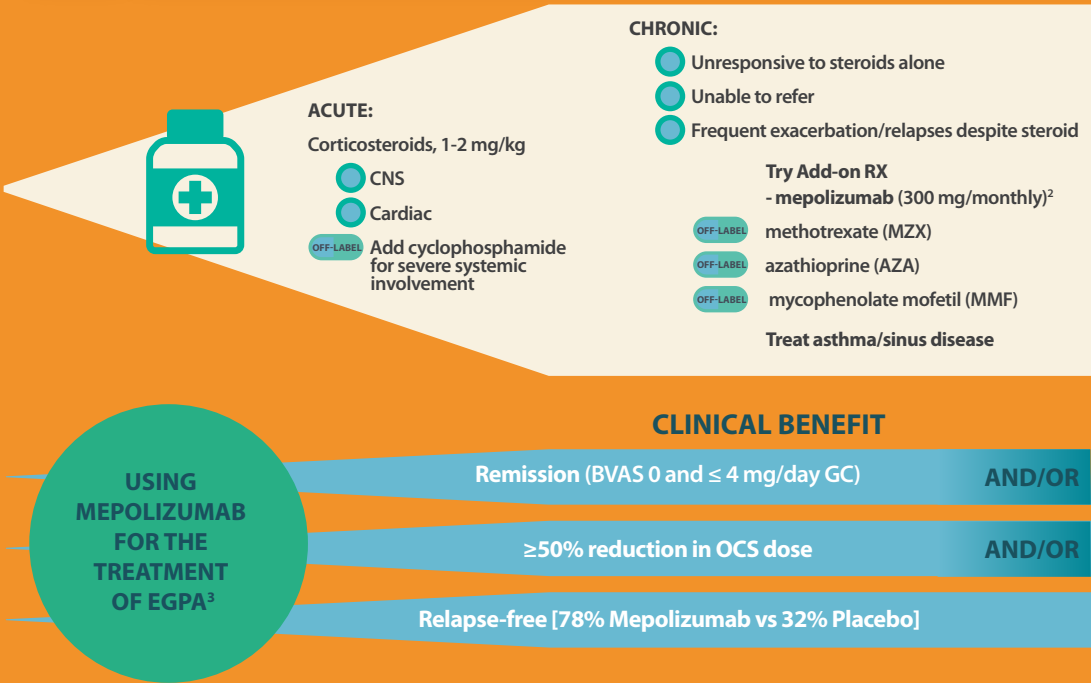 ACUTE:
Corticosteroids, 1-2 mg/kg
CNS
Cardiac
OFF-LABEL Add cyclophosphamide
for severe systemic
involvement
CHRONIC:
Unresponsive to steroids alone
Unable to refer
Frequent exacerbation/relapses despite steroid
Try Add-on RX
- mepolizumab (300 mg/monthly)²
OFF-LABEL methotrexate (MZX)
OFF-LABEL azathioprine (AZA)
OFF-LABEL mycophenolate mofetil (MMF)
Treat asthma/sinus disease
USING
MEPOLIZUMAB
FOR THE
TREATMENT
OF EGPA³
CLINICAL BENEFIT
Remission (BVAS 0 and ≤ 4 mg/day GC) AND/OR
≥50% reduction in OCS dose AND/OR
Relapse-free [78% Mepolizumab vs 32% Placebo]